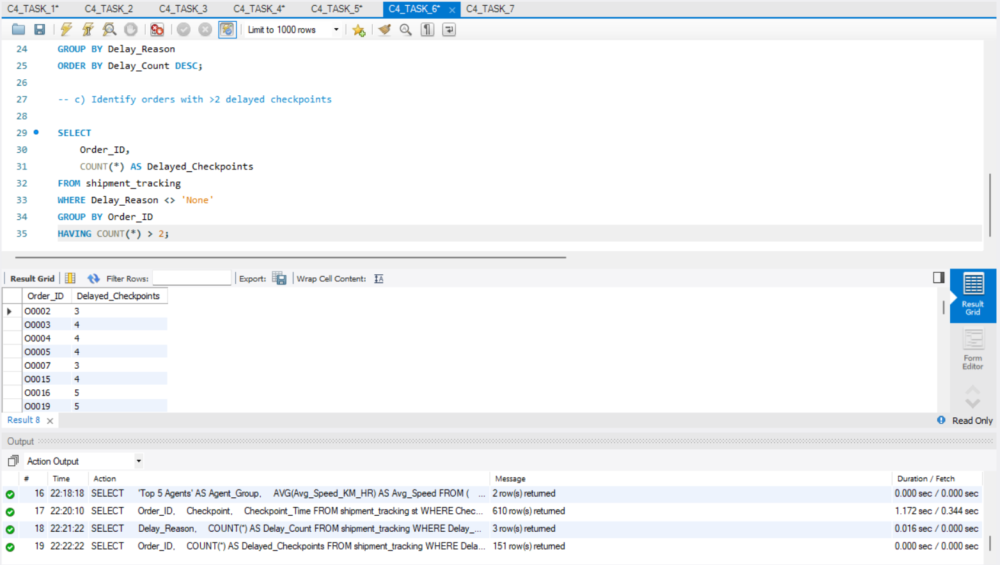 C4_TASK_1* C4_TASK_2 C4_TASK_3 C4_TASK_4* C4_TASK_5* C4_TASK_6* C4_TASK_7
Limit to 1000 rows
24 GROUP BY Delay_Reason
25 ORDER BY Delay_Count DESC;
26
27 -- c) Identify orders with >2 delayed checkpoints
28
29 SELECT
30 Order_ID,
31 COUNT(*) AS Delayed_Checkpoints
32 FROM shipment_tracking
33 WHERE Delay_Reason <> 'None'
34 GROUP BY Order_ID
35 HAVING COUNT(*) > 2;
Result Grid Filter Rows: Export: Wrap Cell Content:
Order_ID Delayed_Checkpoints
O0002 3
O0003 4
O0004 4
O0005 4
O0007 3
O0015 4
O0016 5
O0019 5
Result
Grid
Form
Editor
Result 8 Read Only
Output
Action Output
# Time Action Message Duration / Fetch
16 22:18:18 SELECT 'Top 5 Agents' AS Agent_Group, AVG(Avg_Speed_KM_HR) AS Avg_Speed FROM ( ... 2 row(s) returned 0.000 sec / 0.000 sec
17 22:20:10 SELECT Order_ID, Checkpoint, Checkpoint_Time FROM shipment_tracking st WHERE Chec... 610 row(s) returned 1.172 sec / 0.344 sec
18 22:21:22 SELECT Delay_Reason, COUNT(*) AS Delay_Count FROM shipment_tracking WHERE Delay_... 3 row(s) returned 0.016 sec / 0.000 sec
19 22:22:22 SELECT Order_ID, COUNT(*) AS Delayed_Checkpoints FROM shipment_tracking WHERE Dela... 151 row(s) returned 0.000 sec / 0.000 sec